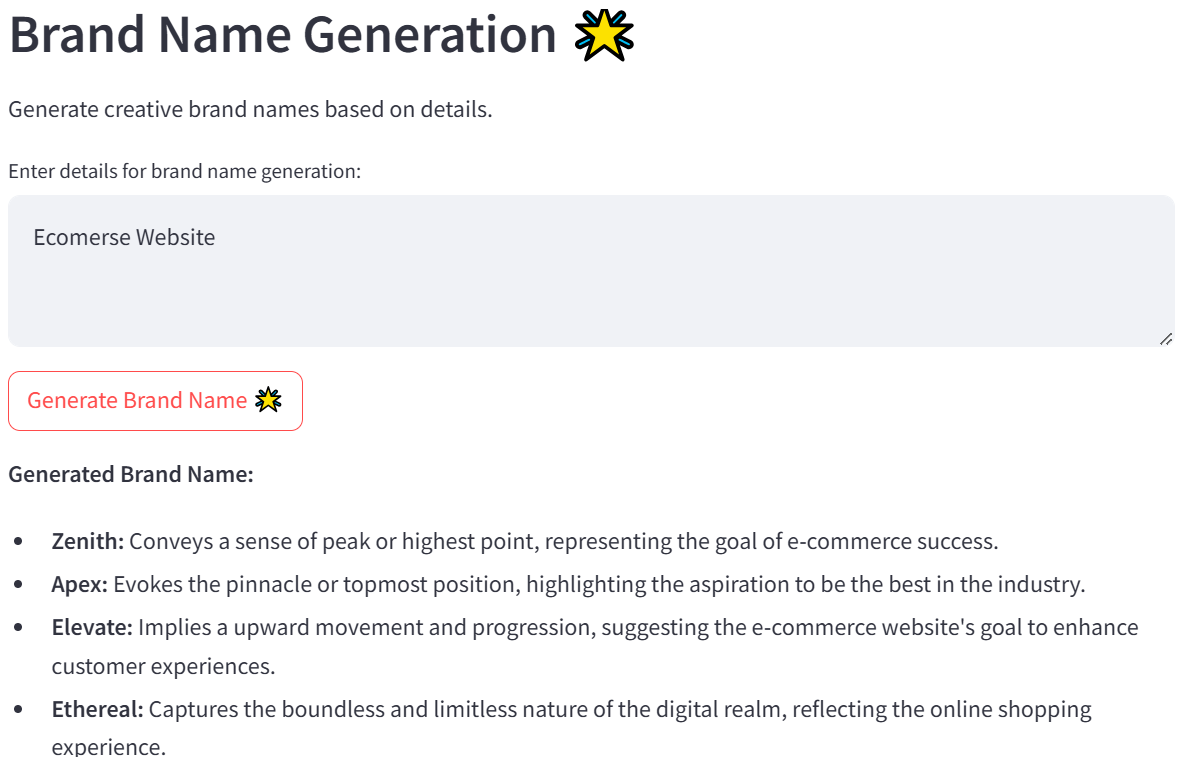 Brand Name Generation
Generate creative brand names based on details.
Enter details for brand name generation:
Ecomerse Website
Generate Brand Name
Generated Brand Name:
• Zenith: Conveys a sense of peak or highest point, representing the goal of e-commerce success.
• Apex: Evokes the pinnacle or topmost position, highlighting the aspiration to be the best in the industry.
• Elevate: Implies a upward movement and progression, suggesting the e-commerce website's goal to enhance
customer experiences.
• Ethereal: Captures the boundless and limitless nature of the digital realm, reflecting the online shopping
experience.